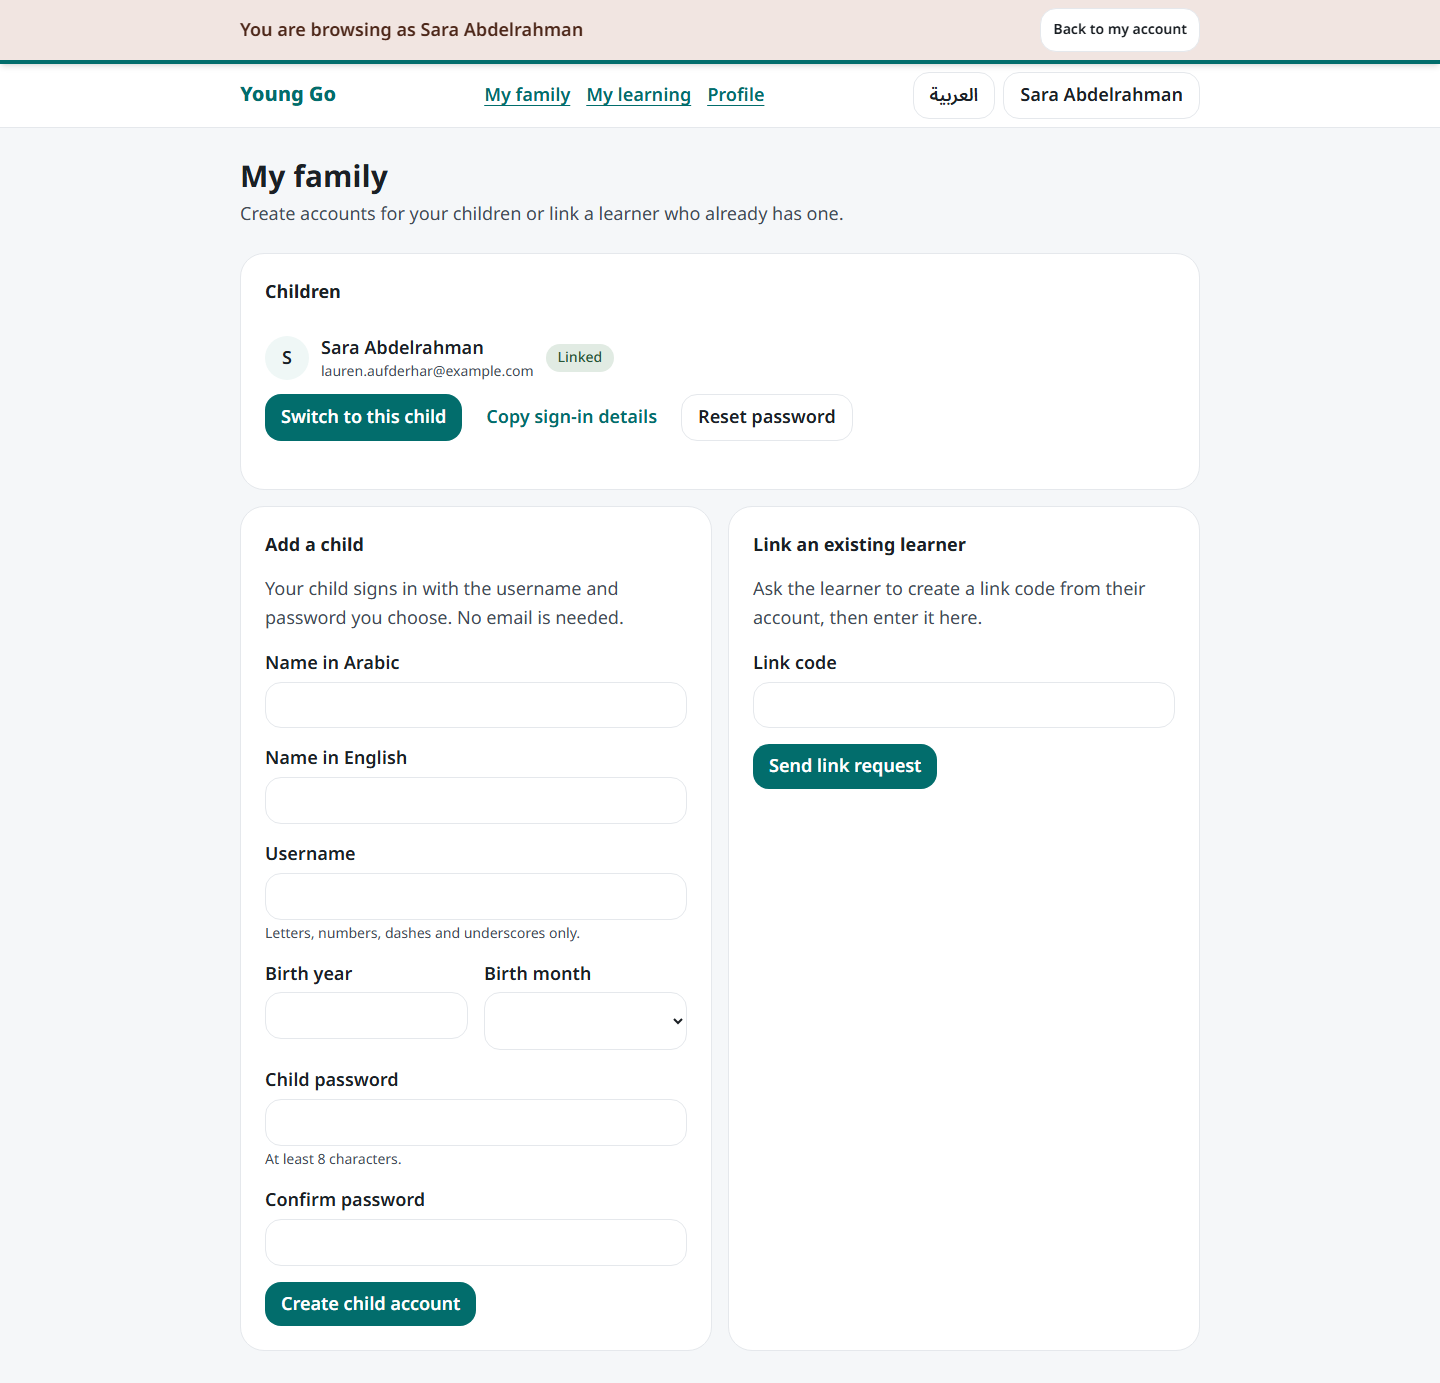 You are browsing as Sara Abdelrahman
Back to my account
Young Go
My family
My learning
Profile
العربية
Sara Abdelrahman
My family
Create accounts for your children or link a learner who already has one.
Children
S
Sara Abdelrahman
lauren.aufderhar@example.com
Linked
Switch to this child
Copy sign-in details
Reset password
Add a child
Your child signs in with the username and
password you choose. No email is needed.
Name in Arabic
Name in English
Username
Letters, numbers, dashes and underscores only.
Birth year
Birth month
Child password
At least 8 characters.
Confirm password
Create child account
Link an existing learner
Ask the learner to create a link code from their
account, then enter it here.
Link code
Send link request